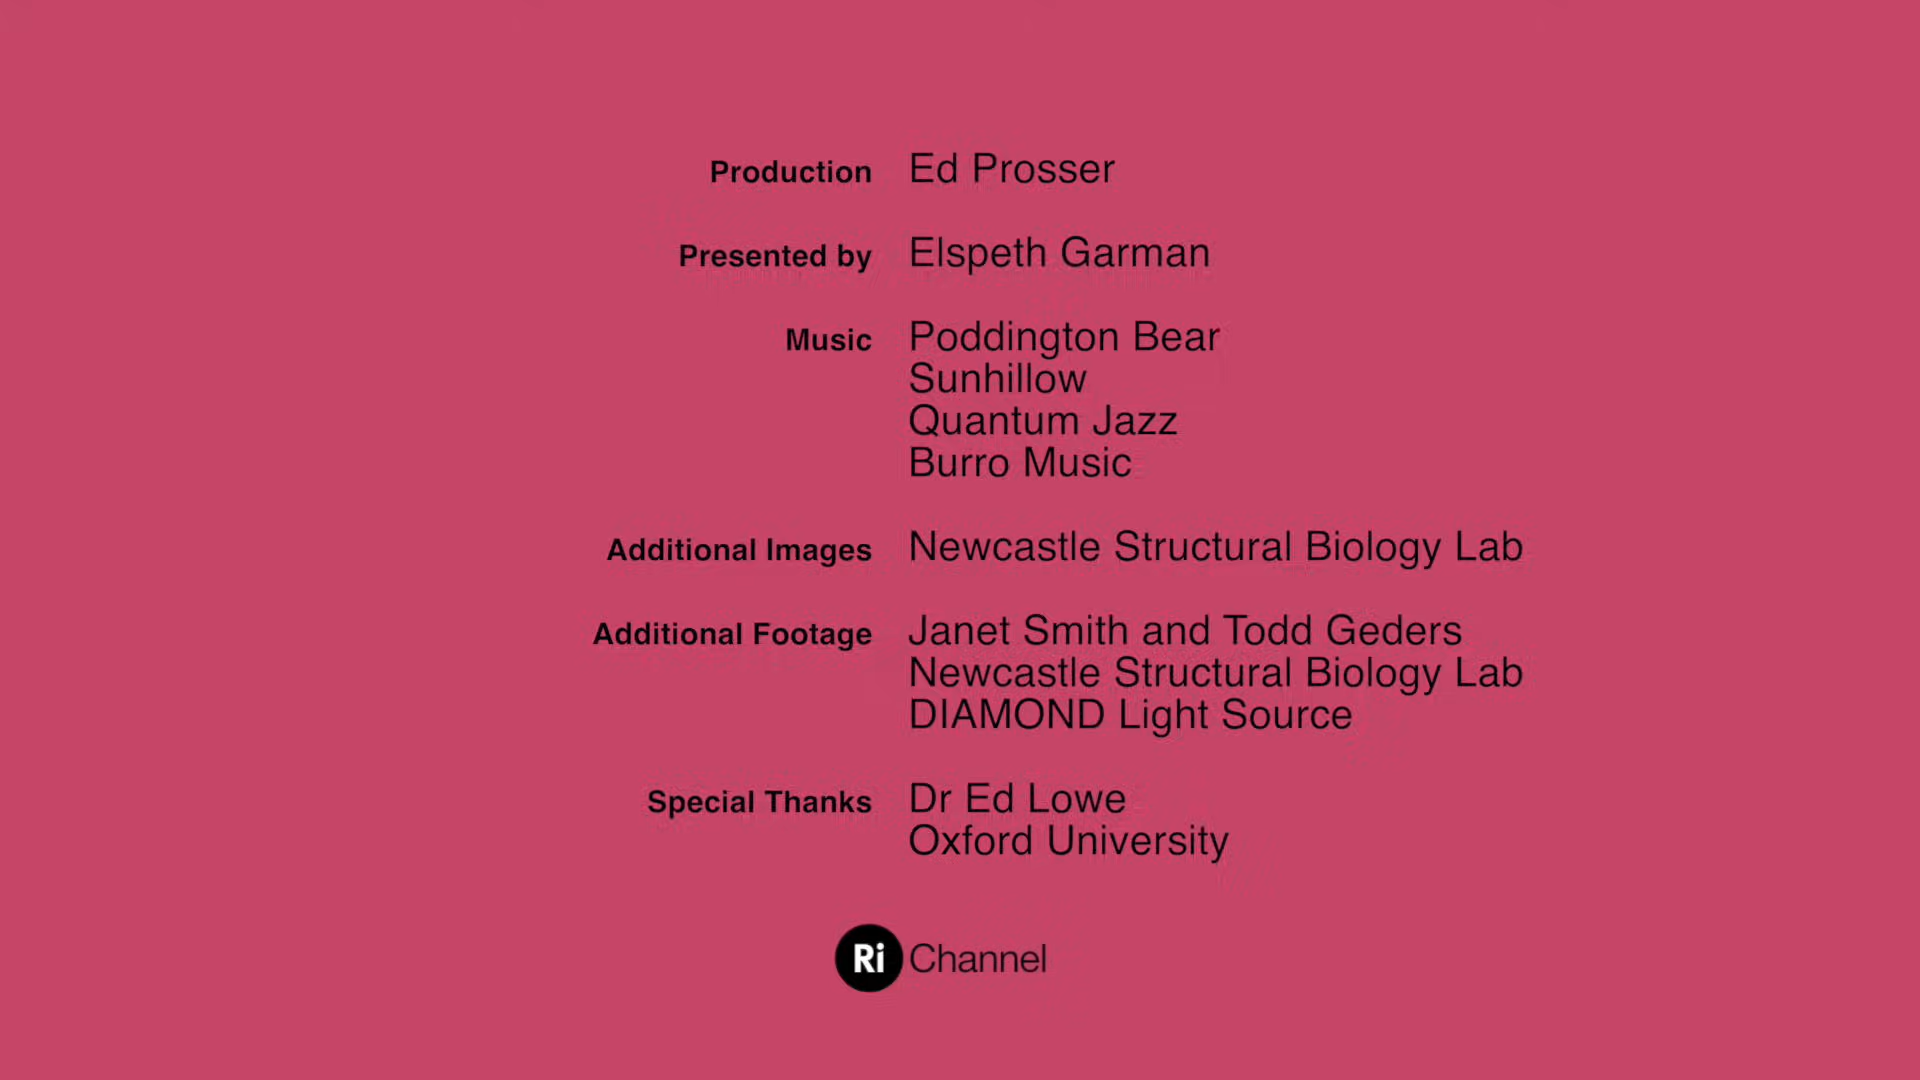 Production Ed Prosser
Presented by Elspeth Garman
Music Poddington Bear
Sunhillow
Quantum Jazz
Burro Music
Additional Images Newcastle Structural Biology Lab
Additional Footage Janet Smith and Todd Geders
Newcastle Structural Biology Lab
DIAMOND Light Source
Special Thanks Dr Ed Lowe
Oxford University
Ri Channel